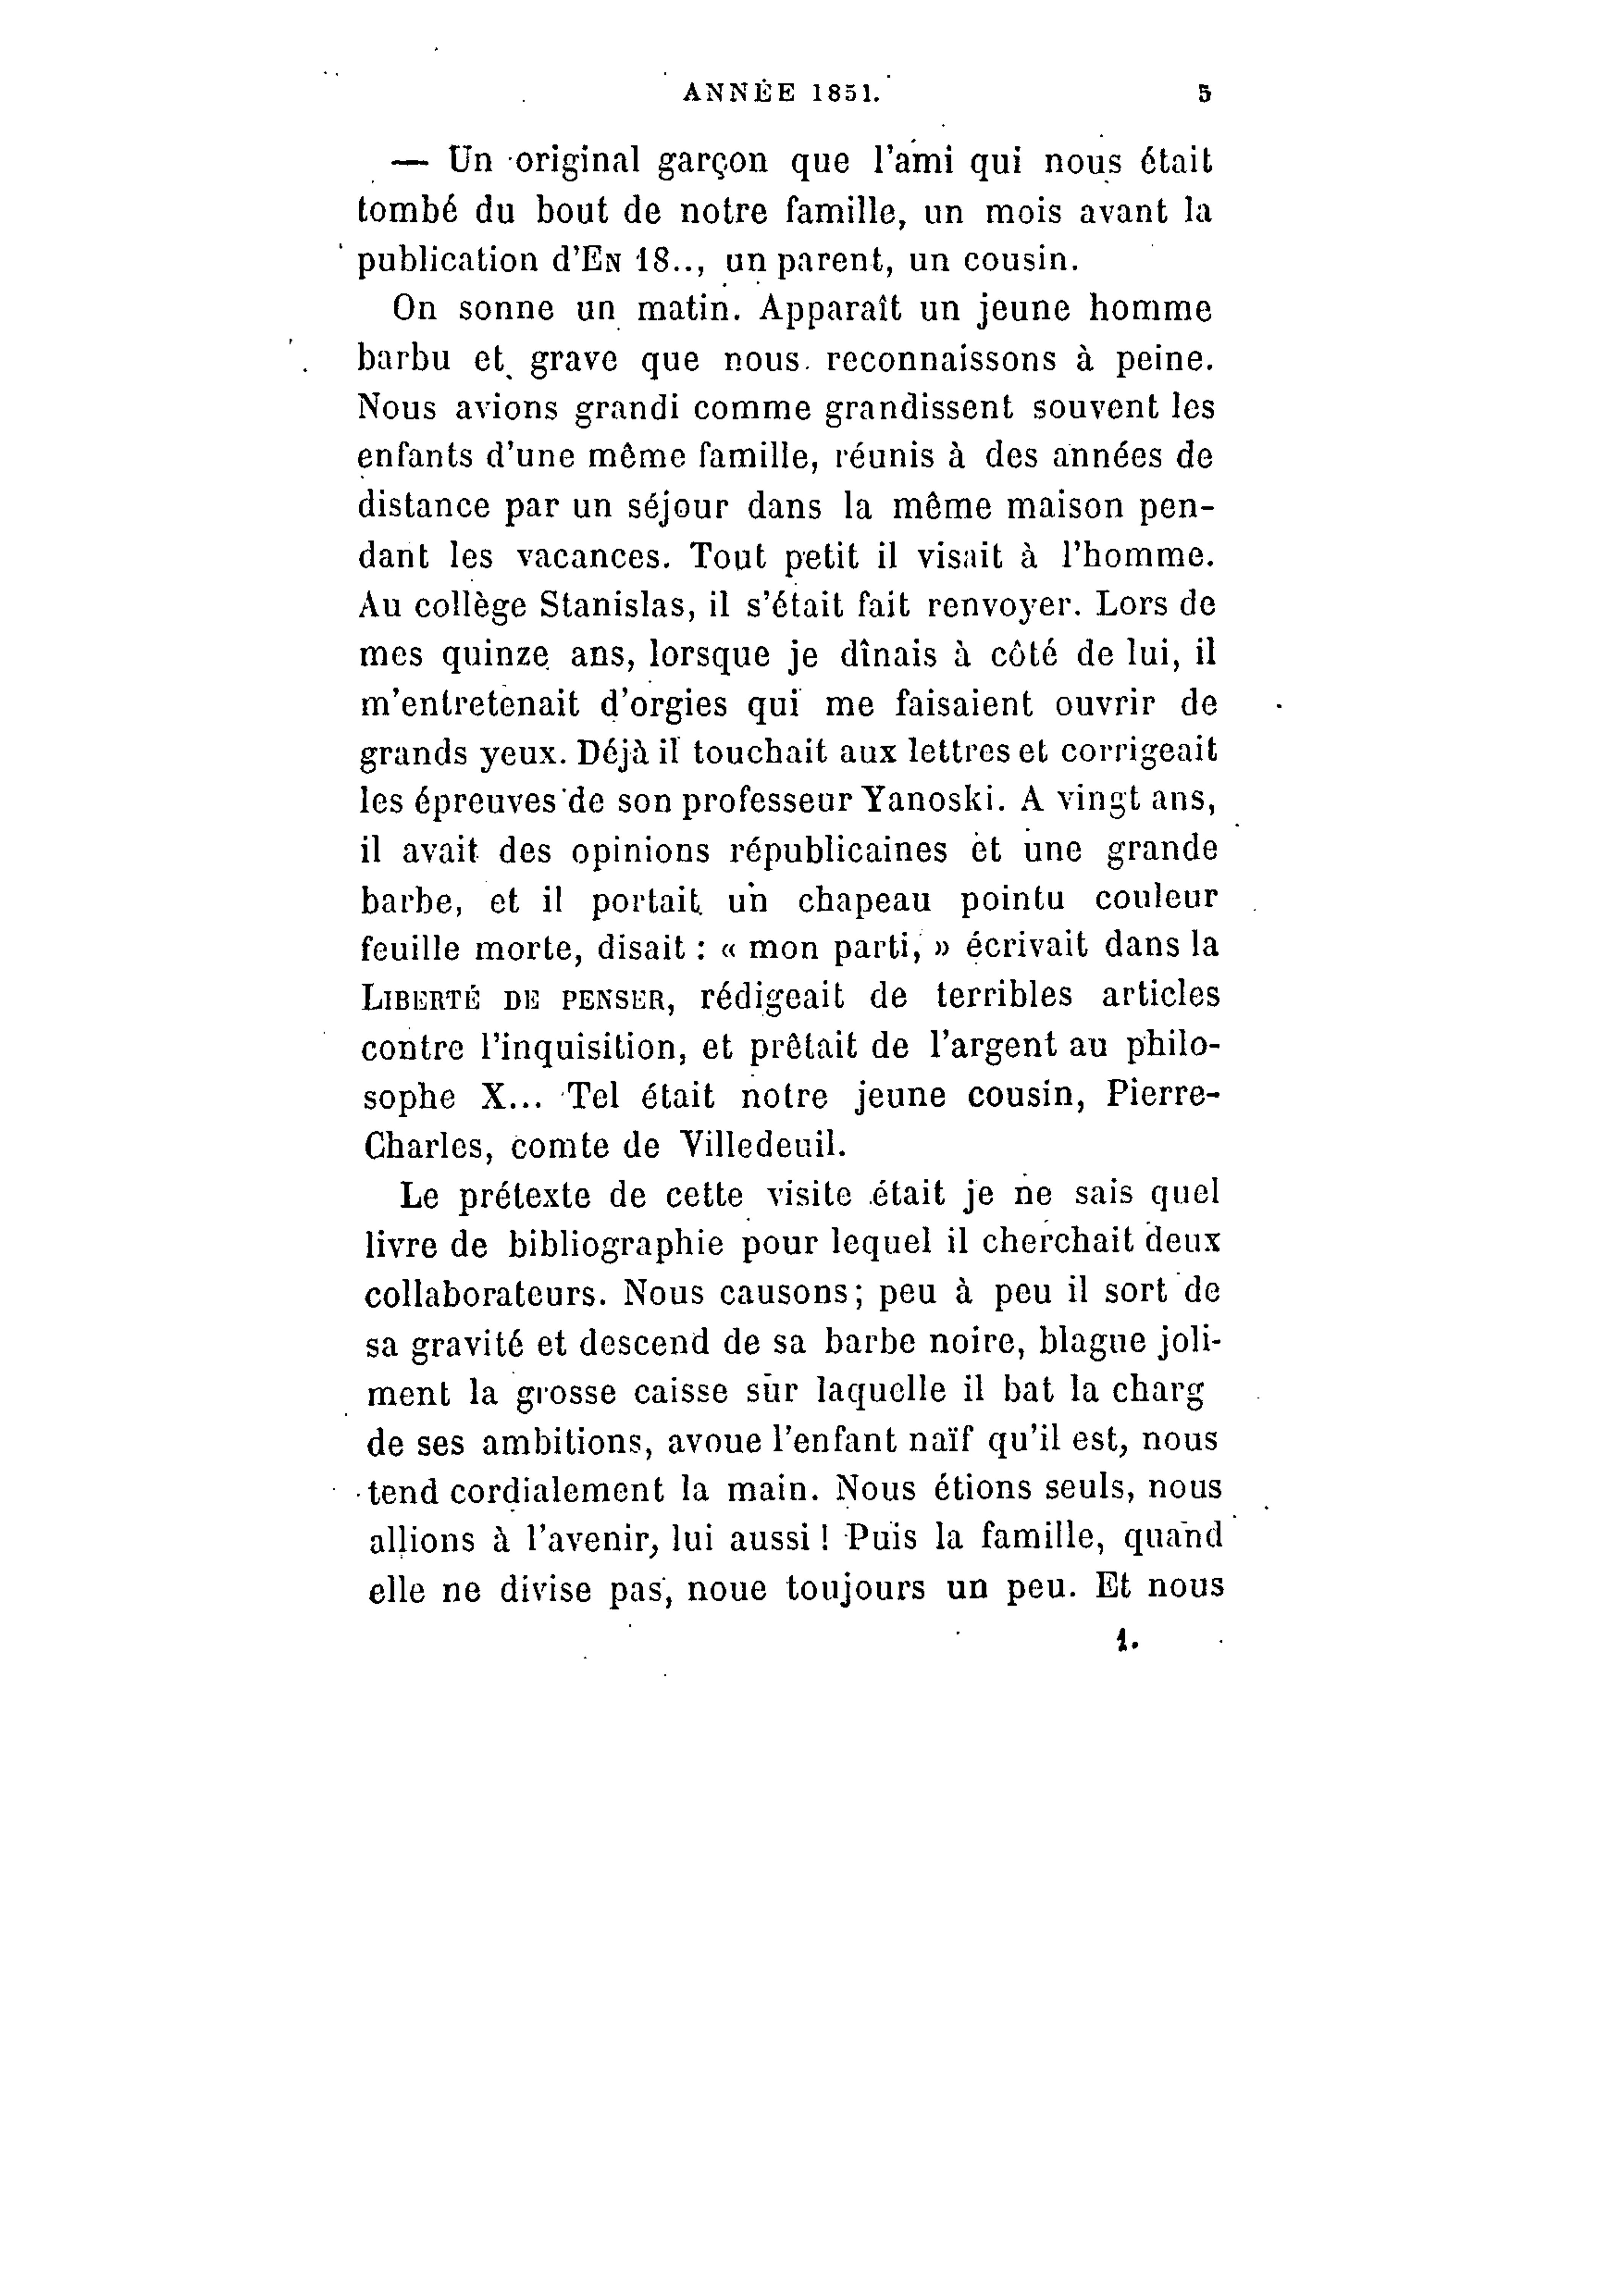 ANNÉE 1851. 5
— Un original garçon que l'ami qui nous était
tombé du bout de notre famille, un mois avant la
publication d'EN 18.., un parent, un cousin.
On sonne un matin. Apparaît un jeune homme
barbu et grave que nous reconnaissons à peine.
Nous avions grandi comme grandissent souvent les
enfants d'une même famille, réunis à des années de
distance par un séjour dans la même maison pen-
dant les vacances. Tout petit il visait à l'homme.
Au collège Stanislas, il s'était fait renvoyer. Lors de
mes quinze ans, lorsque je dînais à côté de lui, il
m'entretenait d'orgies qui me faisaient ouvrir de
grands yeux. Déjà il touchait aux lettres et corrigeait
les épreuves de son professeur Yanoski. A vingt ans,
il avait des opinions républicaines et une grande
barbe, et il portait un chapeau pointu couleur
feuille morte, disait : « mon parti, » écrivait dans la
LIBERTÉ DE PENSER, rédigeait de terribles articles
contre l'inquisition, et prêtait de l'argent au philo-
sophe X... Tel était notre jeune cousin, Pierre-
Charles, comte de Villedeuil.
Le prétexte de cette visite était je ne sais quel
livre de bibliographie pour lequel il cherchait deux
collaborateurs. Nous causons; peu à peu il sort de
sa gravité et descend de sa barbe noire, blague joli-
ment la grosse caisse sur laquelle il bat la charg
de ses ambitions, avoue l'enfant naïf qu'il est, nous
tend cordialement la main. Nous étions seuls, nous
allions à l'avenir, lui aussi ! Puis la famille, quand
elle ne divise pas, noue toujours un peu. Et nous
1.